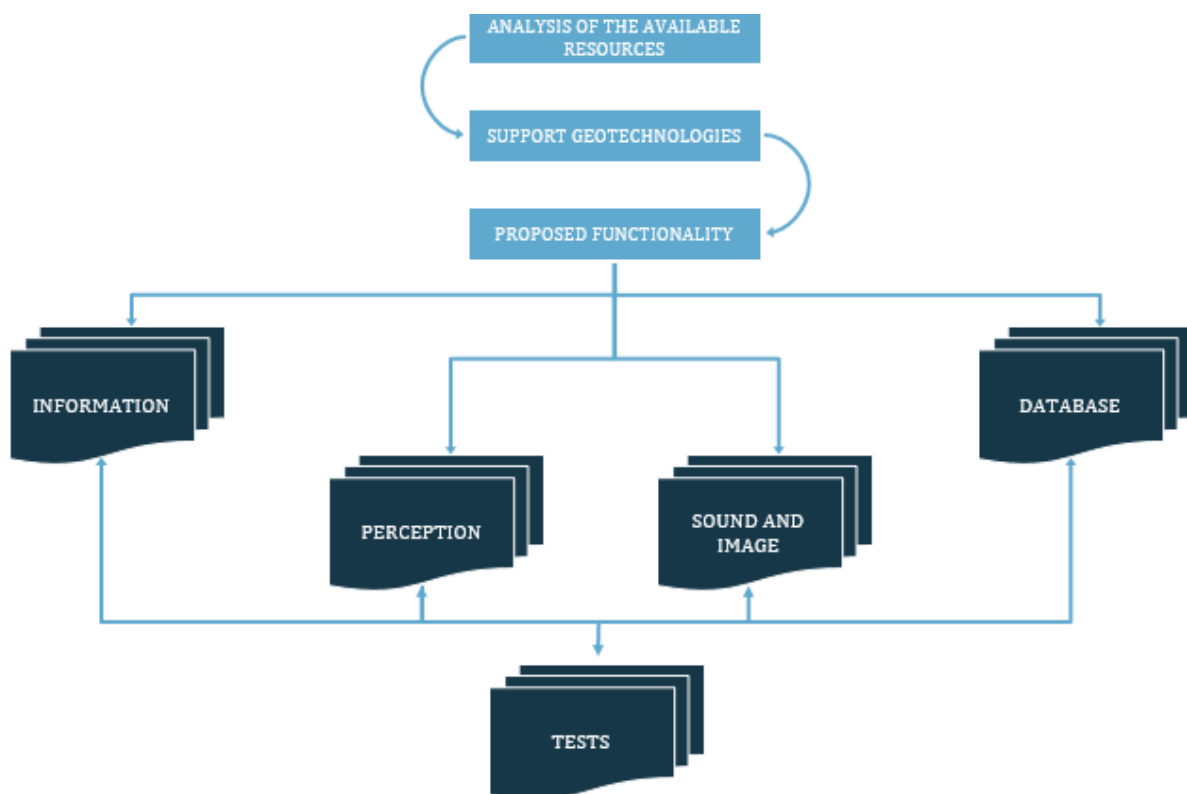 ANALYSIS OF THE AVAILABLE
RESOURCES
SUPPORT GEOTECHNOLOGIES
PROPOSED FUNCTIONALITY
INFORMATION
DATABASE
PERCEPTION
SOUND AND
IMAGE
TESTS